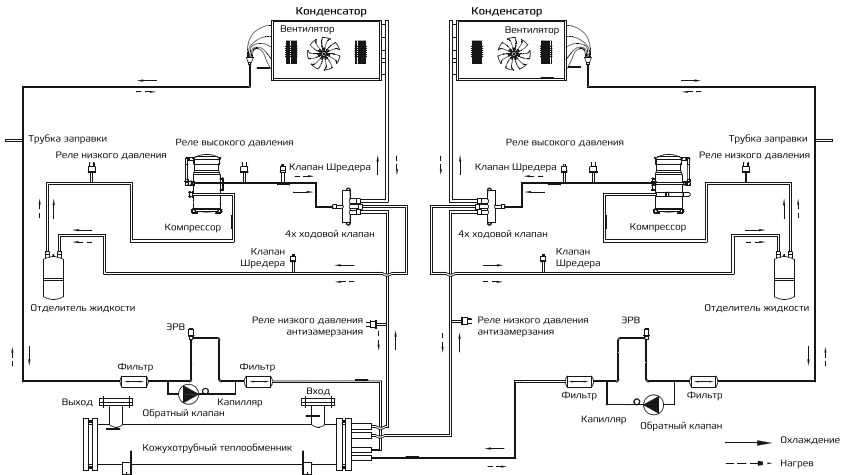 Конденсатор
Конденсатор
Вентилятор
Вентилятор
Трубка заправки
Трубка заправки
Реле высокого давления
Реле высокого давления
Реле низкого давления
Реле низкого давления
Клапан Шредера
Клапан Шредера
Компрессор
Компрессор
4х ходовой клапан
4х ходовой клапан
Клапан
Шредера
Клапан
Шредера
Отделитель жидкости
Отделитель жидкости
Реле низкого давления
антизамерзания
Реле низкого давления
антизамерзания
ЭРВ
ЭРВ
Фильтр
Фильтр
Фильтр
Фильтр
Выход
Капилляр
Вход
Обратный клапан
Капилляр
Обратный клапан
Кожухотрубный теплообменник
Охлаждение
Нагрев